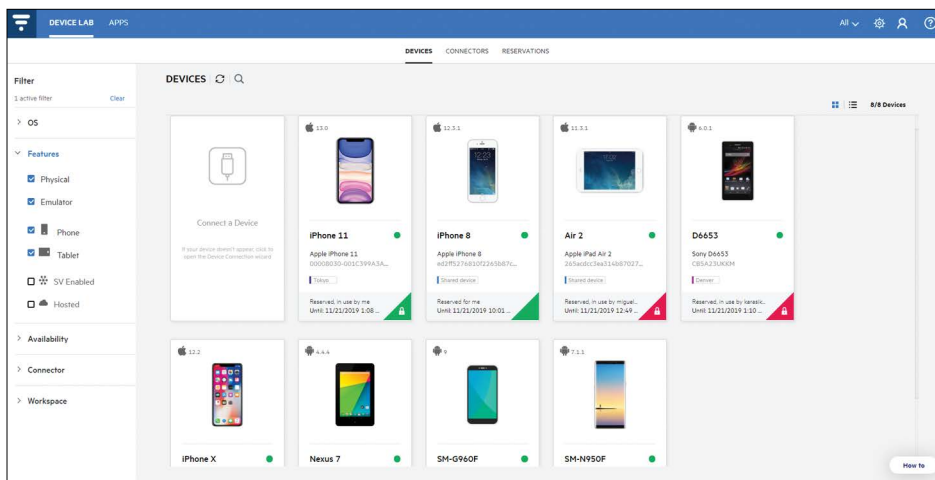 DEVICE LAB APPS
All
DEVICES CONNECTORS RESERVATIONS
Filter
1 active filter Clear
> OS
Features
Physical
Emulator
Phone
Tablet
SV Enabled
Hosted
> Availability
> Connector
> Workspace
DEVICES
8/8 Devices
Connect a Device
If your device doesn't appear, click to
open the Device Connection wizard
13.0
iPhone 11
Apple iPhone 11
00008030-001C399A3A...
Tokyo
Reserved, in use by me
Until: 11/21/2019 1:08 ...
12.3.1
iPhone 8
Apple iPhone 8
Shared device
Reserved for me
Until: 11/21/2019 10:01 ...
11.3.1
Air 2
Apple iPad Air 2
265acdcc3ea314b87027...
Shared device
Reserved, in use by miguel...
Until: 11/21/2019 12:49 ...
6.0.1
D6653
Sony D6653
CB5A23UKKM
Denver
Reserved, in use by karasik...
Until: 11/21/2019 1:10 ...
12.2
iPhone X
4.4.4
Nexus 7
9
SM-G960F
7.1.1
SM-N950F
How to